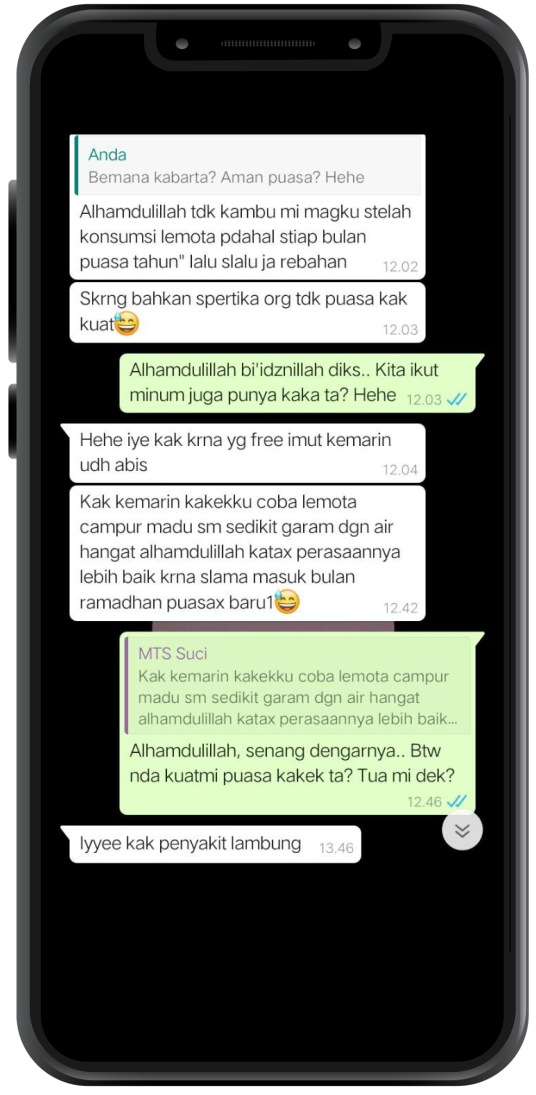 Anda
Bemana kabarta? Aman puasa? Hehe
Alhamdulillah tdk kambu mi magku stelah
konsumsi lemota pdahal stiap bulan
puasa tahun" lalu slalu ja rebahan 12.02
Skrng bahkan spertika org tdk puasa kak
kuat😅 12.03
Alhamdulillah bi'idznillah diks.. Kita ikut
minum juga punya kaka ta? Hehe 12.03
Hehe iye kak krna yg free imut kemarin
udh abis 12.04
Kak kemarin kakekku coba lemota
campur madu sm sedikit garam dgn air
hangat alhamdulillah katax perasaannya
lebih baik krna slama masuk bulan
ramadhan puasax baru1😅 12.42
MTS Suci
Kak kemarin kakekku coba lemota campur
madu sm sedikit garam dgn air hangat
alhamdulillah katax perasaannya lebih baik...
Alhamdulillah, senang dengarnya.. Btw
nda kuatmi puasa kakek ta? Tua mi dek?
12.46
Iyyee kak penyakit lambung 13.46